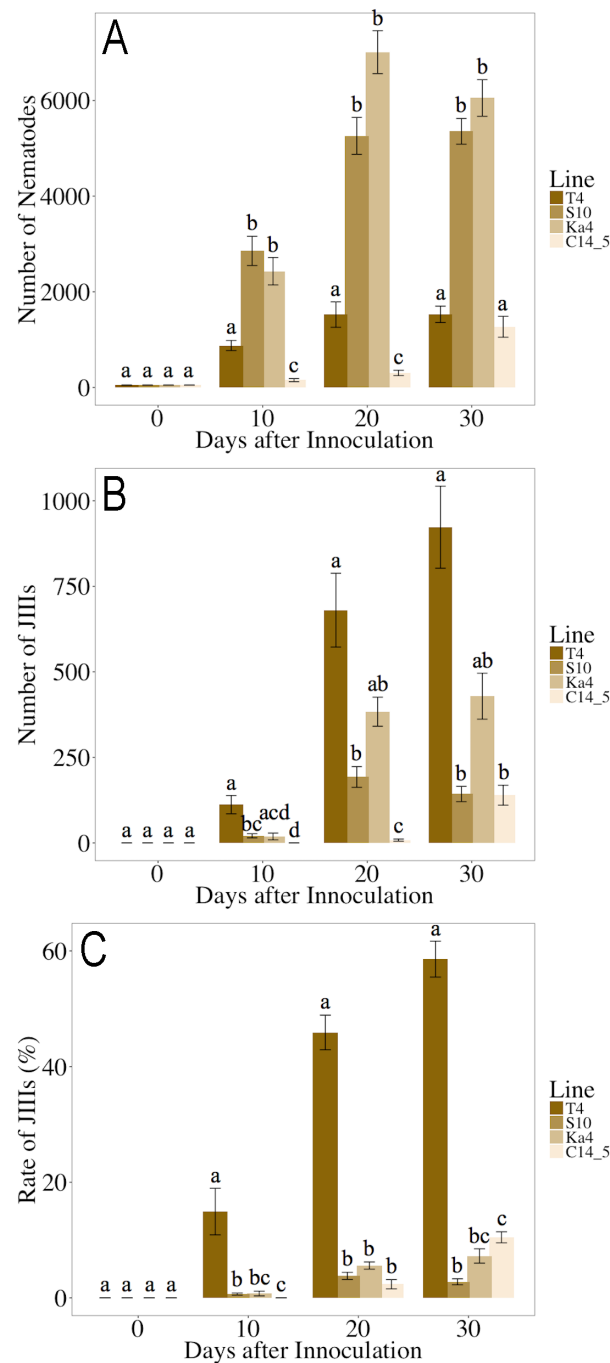 A
Number of Nematodes
6000
4000
2000
0
a a a a
a b b c
a b b c
a b b a
0 10 20 30
Days after Innoculation
Line
T4
S10
Ka4
C14_5
B
Number of JIIIs
1000
750
500
250
0
a a a a
a bc acd d
a b ab c
a b ab b
0 10 20 30
Days after Innoculation
Line
T4
S10
Ka4
C14_5
C
Rate of JIIIs (%)
60
40
20
0
a a a a
a b bc c
a b b b
a b bc c
0 10 20 30
Days after Innoculation
Line
T4
S10
Ka4
C14_5